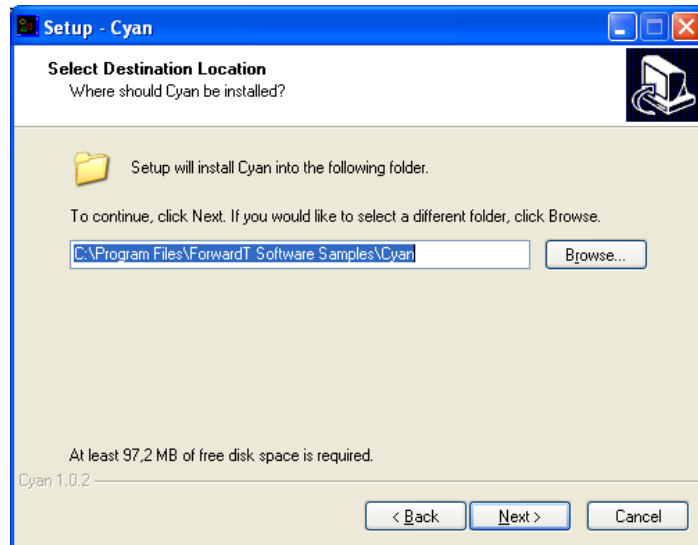 Setup - Cyan
Select Destination Location
Where should Cyan be installed?
Setup will install Cyan into the following folder.
To continue, click Next. If you would like to select a different folder, click Browse.
C:\Program Files\ForwardT Software Samples\Cyan
Browse...
At least 97,2 MB of free disk space is required.
Cyan 1.0.2
< Back
Next >
Cancel